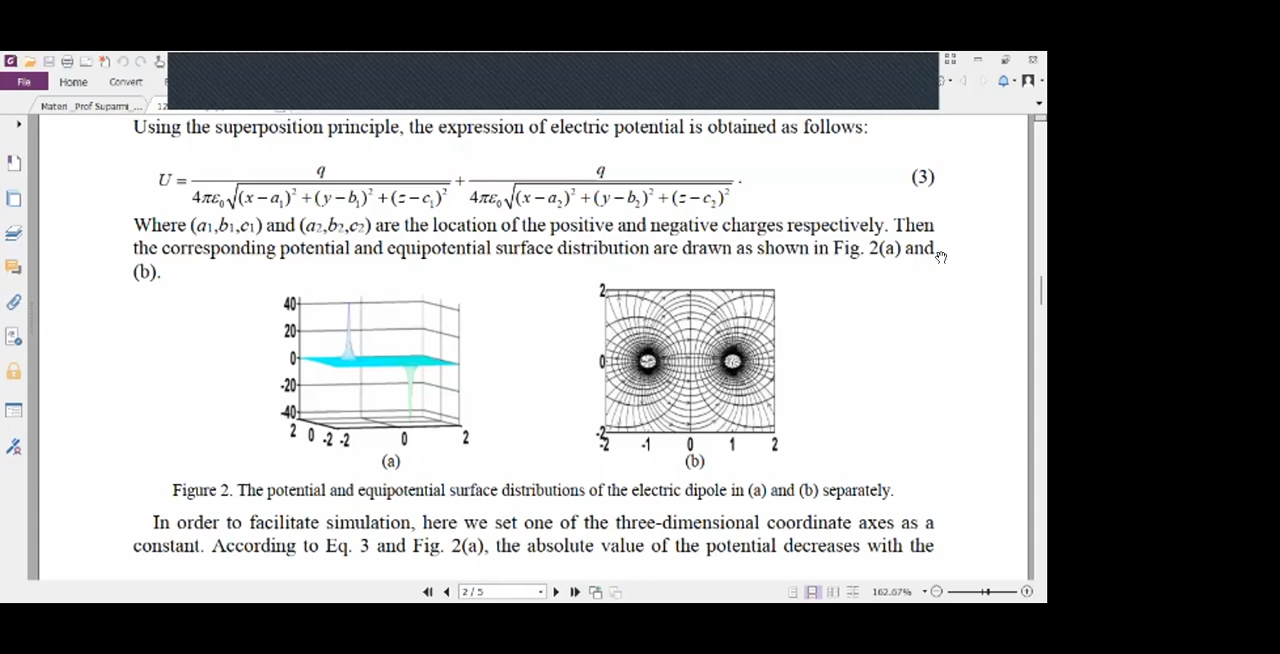 File Home Convert
Materi _Prof Suparmi_... 12
Using the superposition principle, the expression of electric potential is obtained as follows:
U = q / 4πε₀√(x−a₁)² + (y−b₁)² + (z−c₁)² + q / 4πε₀√(x−a₂)² + (y−b₂)² + (z−c₂)² . (3)
Where (a₁,b₁,c₁) and (a₂,b₂,c₂) are the location of the positive and negative charges respectively. Then
the corresponding potential and equipotential surface distribution are drawn as shown in Fig. 2(a) and
(b).
40
20
0
-20
-40
2 0 -2 -2 0 2
(a)
2
0
-2
-2 -1 0 1 2
(b)
Figure 2. The potential and equipotential surface distributions of the electric dipole in (a) and (b) separately.
In order to facilitate simulation, here we set one of the three-dimensional coordinate axes as a
constant. According to Eq. 3 and Fig. 2(a), the absolute value of the potential decreases with the
2 / 5 162.67%